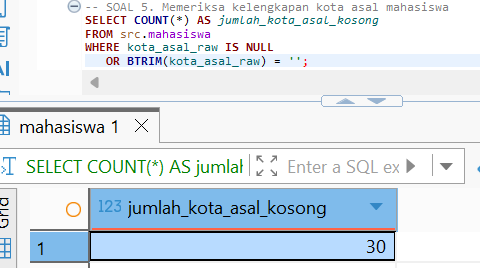 -- SOAL 5. Memeriksa kelengkapan kota asal mahasiswa
SELECT COUNT(*) AS jumlah_kota_asal_kosong
FROM src.mahasiswa
WHERE kota_asal_raw IS NULL
OR BTRIM(kota_asal_raw) = '';
mahasiswa 1
SELECT COUNT(*) AS jumlah
Enter a SQL ex
Grid
123 jumlah_kota_asal_kosong
1
30